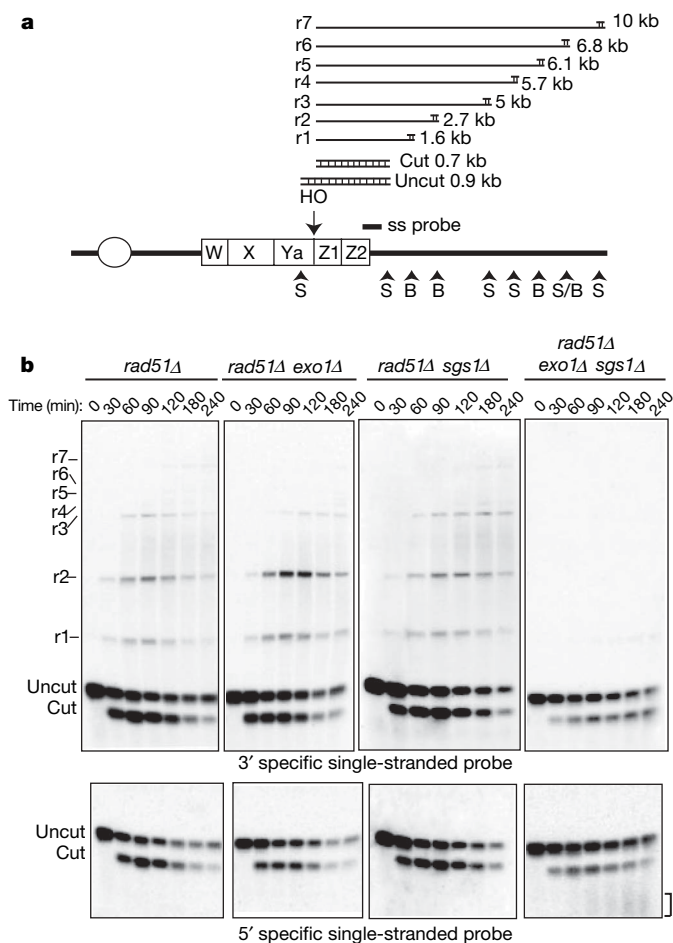 a
r7 10 kb
r6 6.8 kb
r5 6.1 kb
r4 5.7 kb
r3 5 kb
r2 2.7 kb
r1 1.6 kb
Cut 0.7 kb
Uncut 0.9 kb
HO
ss probe
W X Ya Z1 Z2
S S B B S S B S/B S
b
rad51Δ rad51Δ exo1Δ rad51Δ sgs1Δ rad51Δ
exo1Δ sgs1Δ
Time (min): 0 30 60 90 120 180 240 0 30 60 90 120 180 240 0 30 60 90 120 180 240 0 30 60 90 120 180 240
r7
r6
r5
r4
r3
r2
r1
Uncut
Cut
3′ specific single-stranded probe
Uncut
Cut
5′ specific single-stranded probe